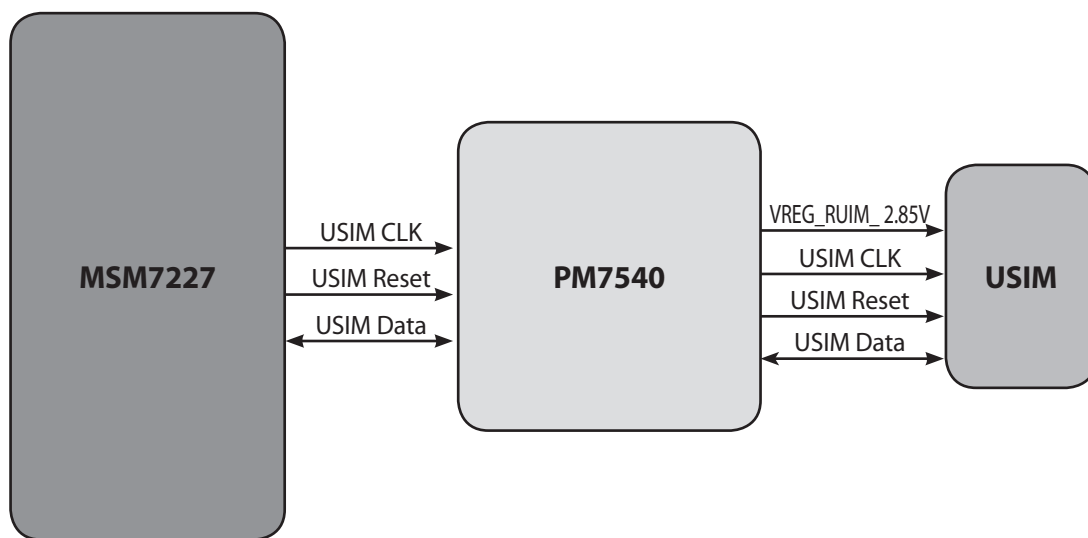 MSM7227
USIM CLK
USIM Reset
USIM Data
PM7540
VREG_RUIM_ 2.85V
USIM CLK
USIM Reset
USIM Data
USIM